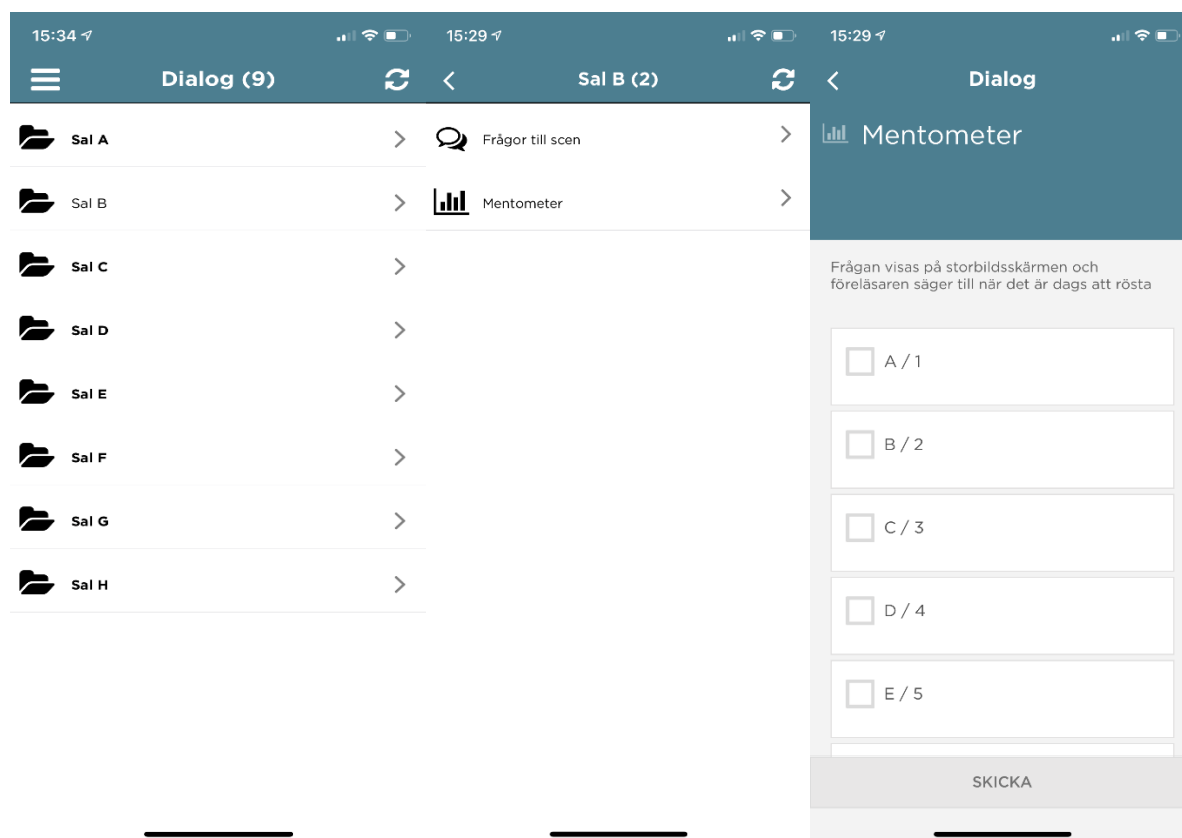 15:34
Dialog (9)
Sal A
Sal B
Sal C
Sal D
Sal E
Sal F
Sal G
Sal H
15:29
Sal B (2)
Frågor till scen
Mentometer
15:29
Dialog
Mentometer
Frågan visas på storbildsskärmen och
föreläsaren säger till när det är dags att rösta
A / 1
B / 2
C / 3
D / 4
E / 5
SKICKA